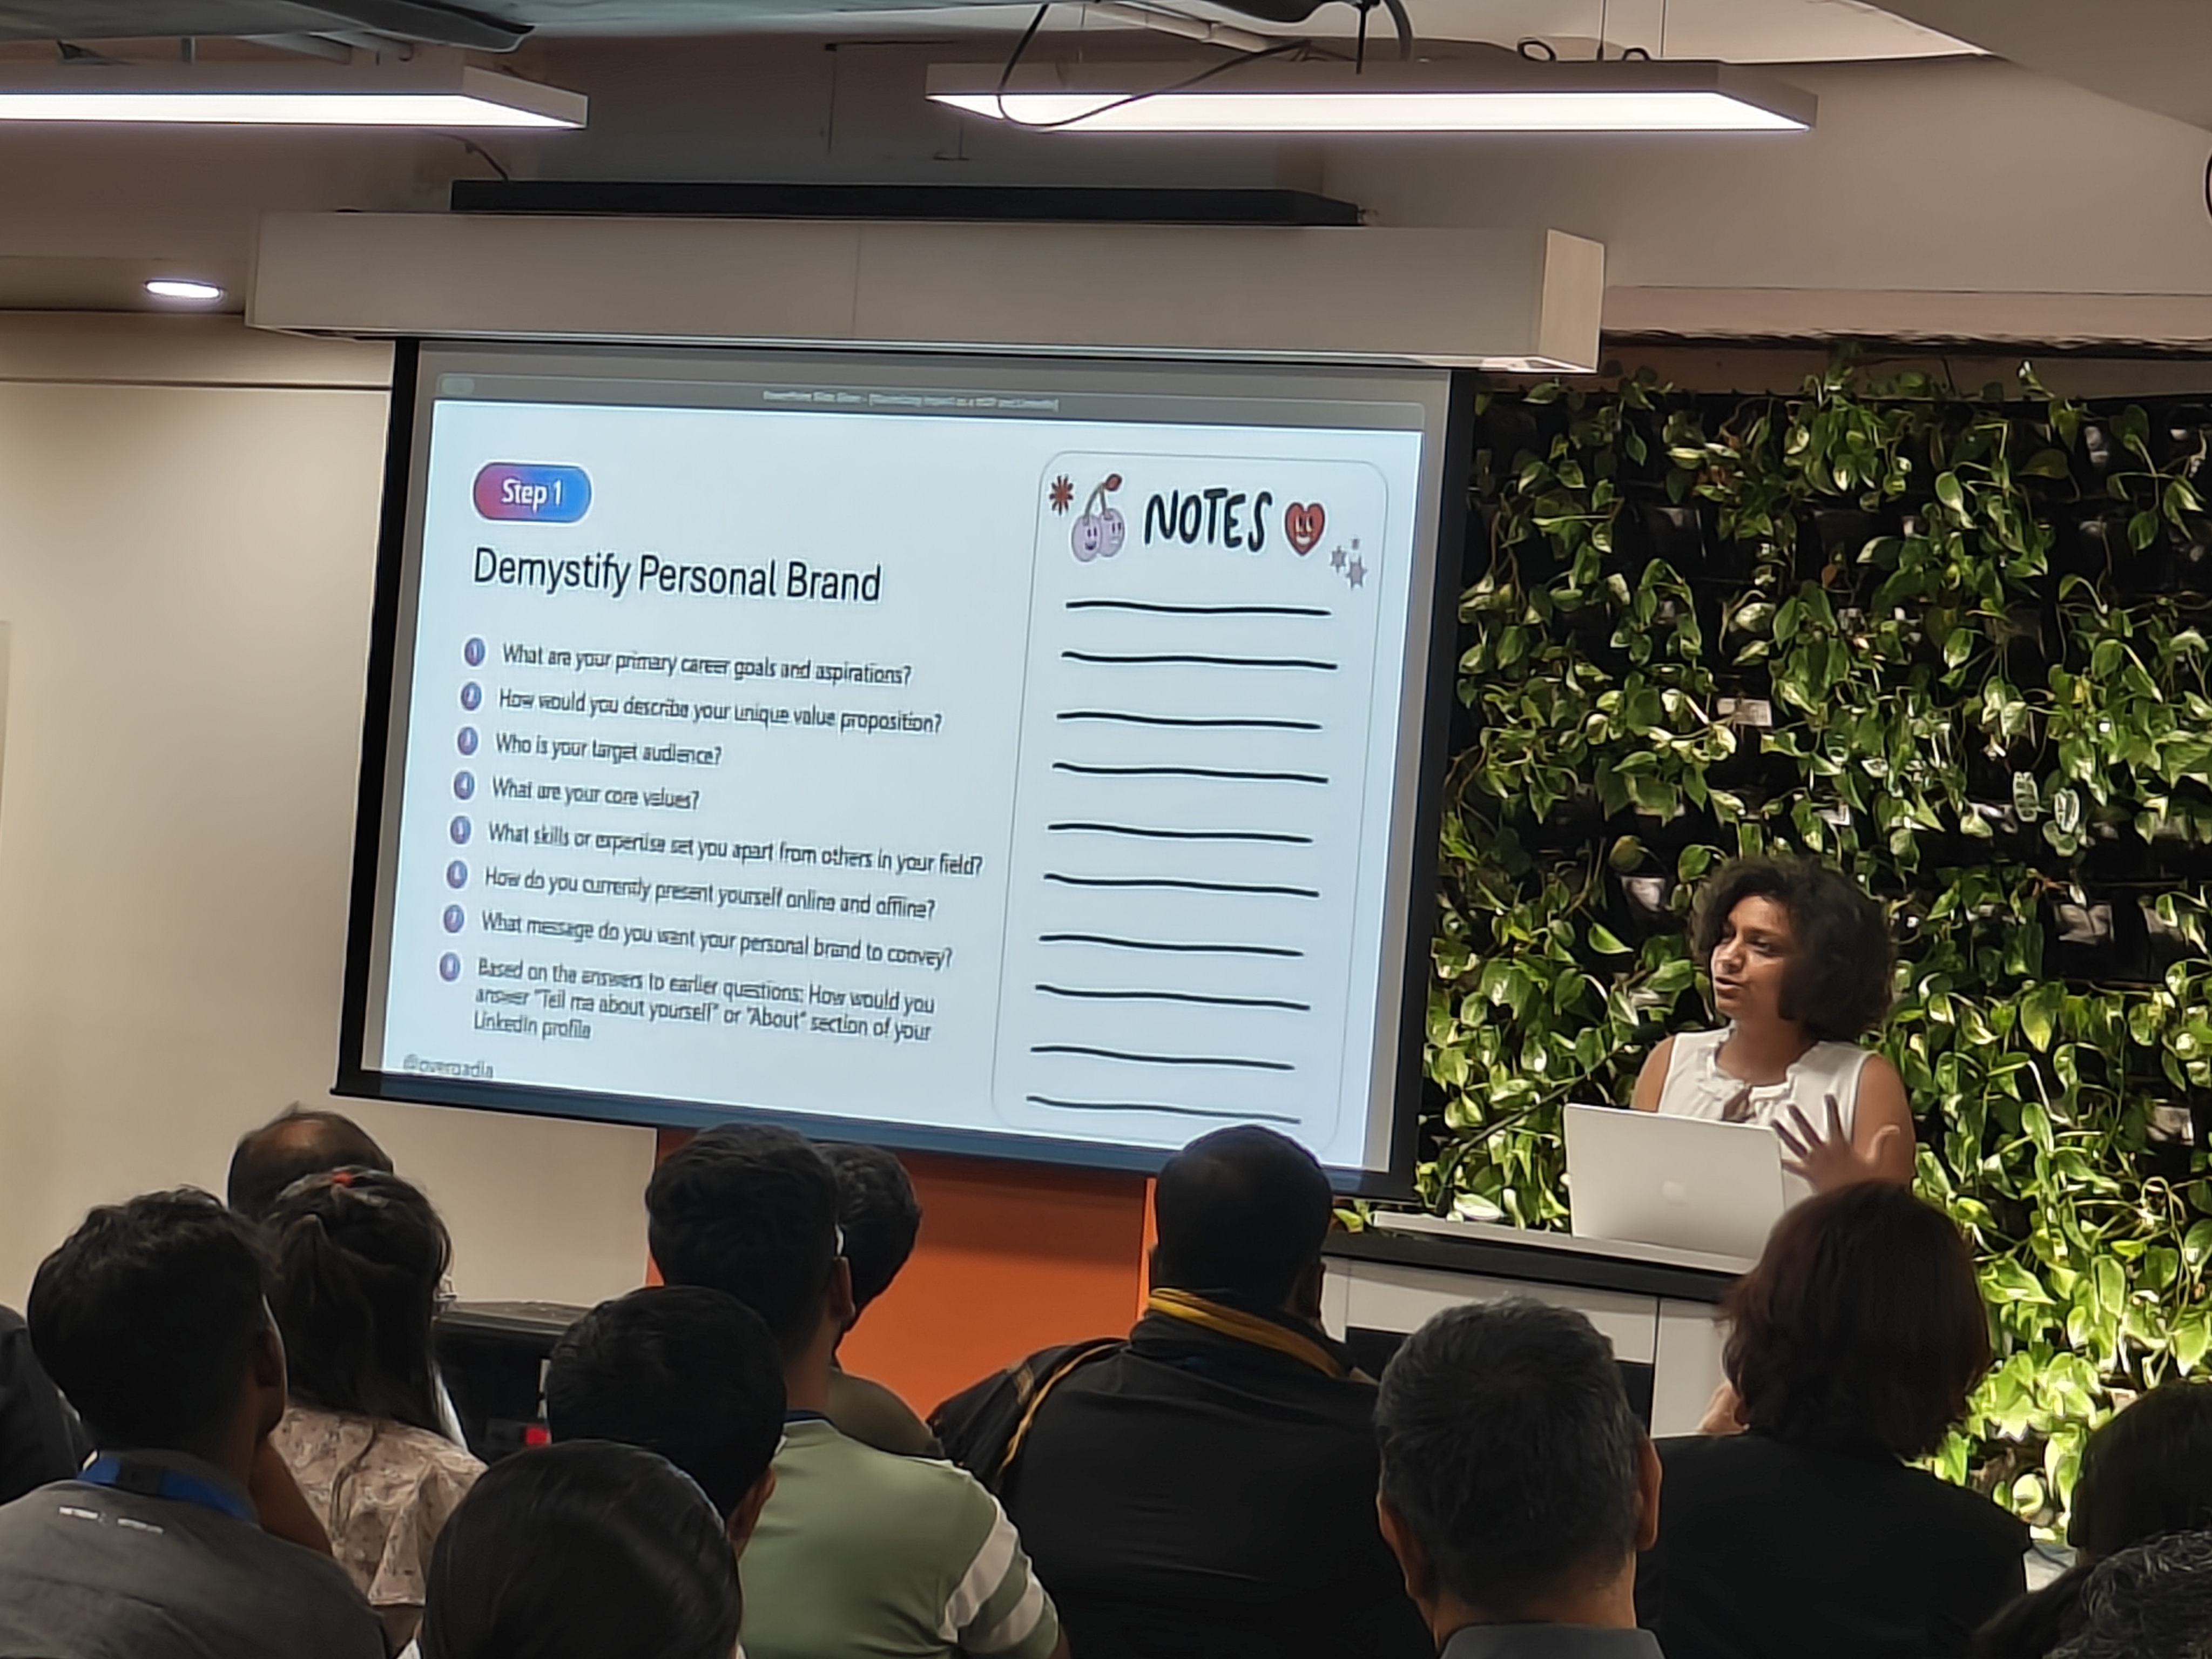 Step 1
Demystify Personal Brand
What are your primary career goals and aspirations?
How would you describe your unique value proposition?
Who is your target audience?
What are your core values?
What skills or expertise set you apart from others in your field?
How do you currently present yourself online and offline?
What message do you want your personal brand to convey?
Based on the answers to earlier questions: How would you
answer "Tell me about yourself" or "About" section of your
LinkedIn profile
NOTES